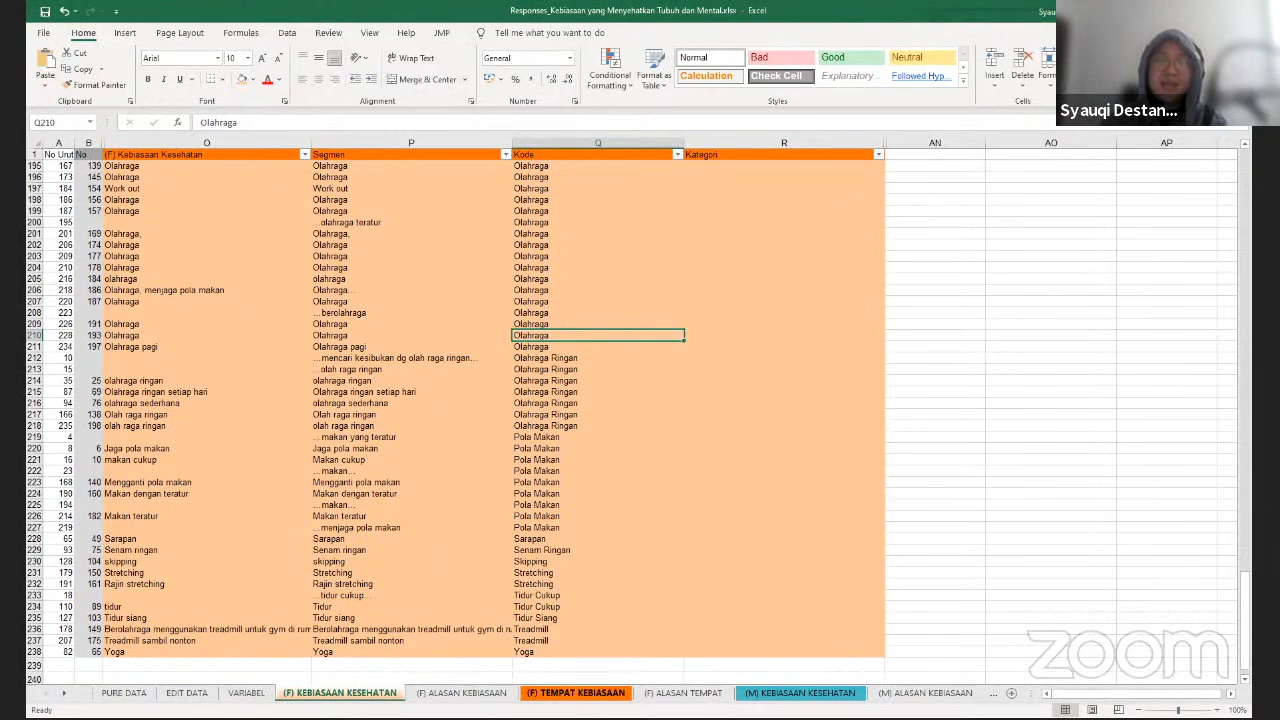 Responses_Kebiasaan yang Menyehatkan Tubuh dan Mental.xlsx - Excel
Syau
File Home Insert Page Layout Formulas Data Review View Help JMP Tell me what you want to do
Paste Cut Copy Format Painter Clipboard
Arial 10 Font
Wrap Text Merge & Center Alignment
General Number
Conditional Formatting Format as Table
Normal Bad Good Neutral
Calculation Check Cell Explanatory... Followed Hyp...
Styles
Insert Delete Form
Cells
Syauqi Destan...
Q210 Olahraga
A B O P Q R AN AO AP
1 No Urut No (F) Kebiasaan Kesehatan Segmen Kode Kategori
195 167 139 Olahraga Olahraga Olahraga
196 173 145 Olahraga Olahraga Olahraga
197 184 154 Work out Work out Olahraga
198 186 156 Olahraga Olahraga Olahraga
199 187 157 Olahraga Olahraga Olahraga
200 195 ...olahraga teratur Olahraga
201 201 169 Olahraga, Olahraga, Olahraga
202 206 174 Olahraga Olahraga Olahraga
203 209 177 Olahraga Olahraga Olahraga
204 210 178 Olahraga Olahraga Olahraga
205 216 184 olahraga olahraga Olahraga
206 218 186 Olahraga, menjaga pola makan Olahraga... Olahraga
207 220 187 Olahraga Olahraga Olahraga
208 223 ...berolahraga Olahraga
209 226 191 Olahraga Olahraga Olahraga
210 228 193 Olahraga Olahraga Olahraga
211 234 197 Olahraga pagi Olahraga pagi Olahraga
212 10 ...mencari kesibukan dg olah raga ringan... Olahraga Ringan
213 15 ...olah raga ringan Olahraga Ringan
214 35 25 olahraga ringan olahraga ringan Olahraga Ringan
215 87 69 Olahraga ringan setiap hari Olahraga ringan setiap hari Olahraga Ringan
216 94 76 olahraga sederhana olahraga sederhana Olahraga Ringan
217 166 138 Olah raga ringan Olah raga ringan Olahraga Ringan
218 235 198 olah raga ringan olah raga ringan Olahraga Ringan
219 4 ...makan yang teratur Pola Makan
220 8 6 Jaga pola makan Jaga pola makan Pola Makan
221 16 10 makan cukup Makan cukup Pola Makan
222 23 ...makan... Pola Makan
223 168 140 Mengganti pola makan Mengganti pola makan Pola Makan
224 190 160 Makan dengan teratur Makan dengan teratur Pola Makan
225 194 ...makan... Pola Makan
226 214 182 Makan teratur Makan teratur Pola Makan
227 219 ...menjaga pola makan Pola Makan
228 65 49 Sarapan Sarapan Sarapan
229 93 75 Senam ringan Senam ringan Senam Ringan
230 128 104 skipping skipping Skipping
231 179 150 Stretching Stretching Stretching
232 191 161 Rajin stretching Rajin stretching Stretching
233 18 ...tidur cukup... Tidur Cukup
234 110 89 tidur Tidur Tidur Cukup
235 127 103 Tidur siang Tidur siang Tidur Siang
236 178 149 Berolahraga menggunakan treadmill untuk gym di rum Berolahraga menggunakan treadmill untuk gym di ru Treadmill
237 207 175 Treadmill sambil nonton Treadmill sambil nonton Treadmill
238 82 65 Yoga Yoga Yoga
239
240
zoom
PURE DATA EDIT DATA VARIABEL (F) KEBIASAAN KESEHATAN (F) ALASAN KEBIASAAN (F) TEMPAT KEBIASAAN (F) ALASAN TEMPAT (M) KEBIASAAN KESEHATAN (M) ALASAN KEBIASAAN ...
Ready 100%